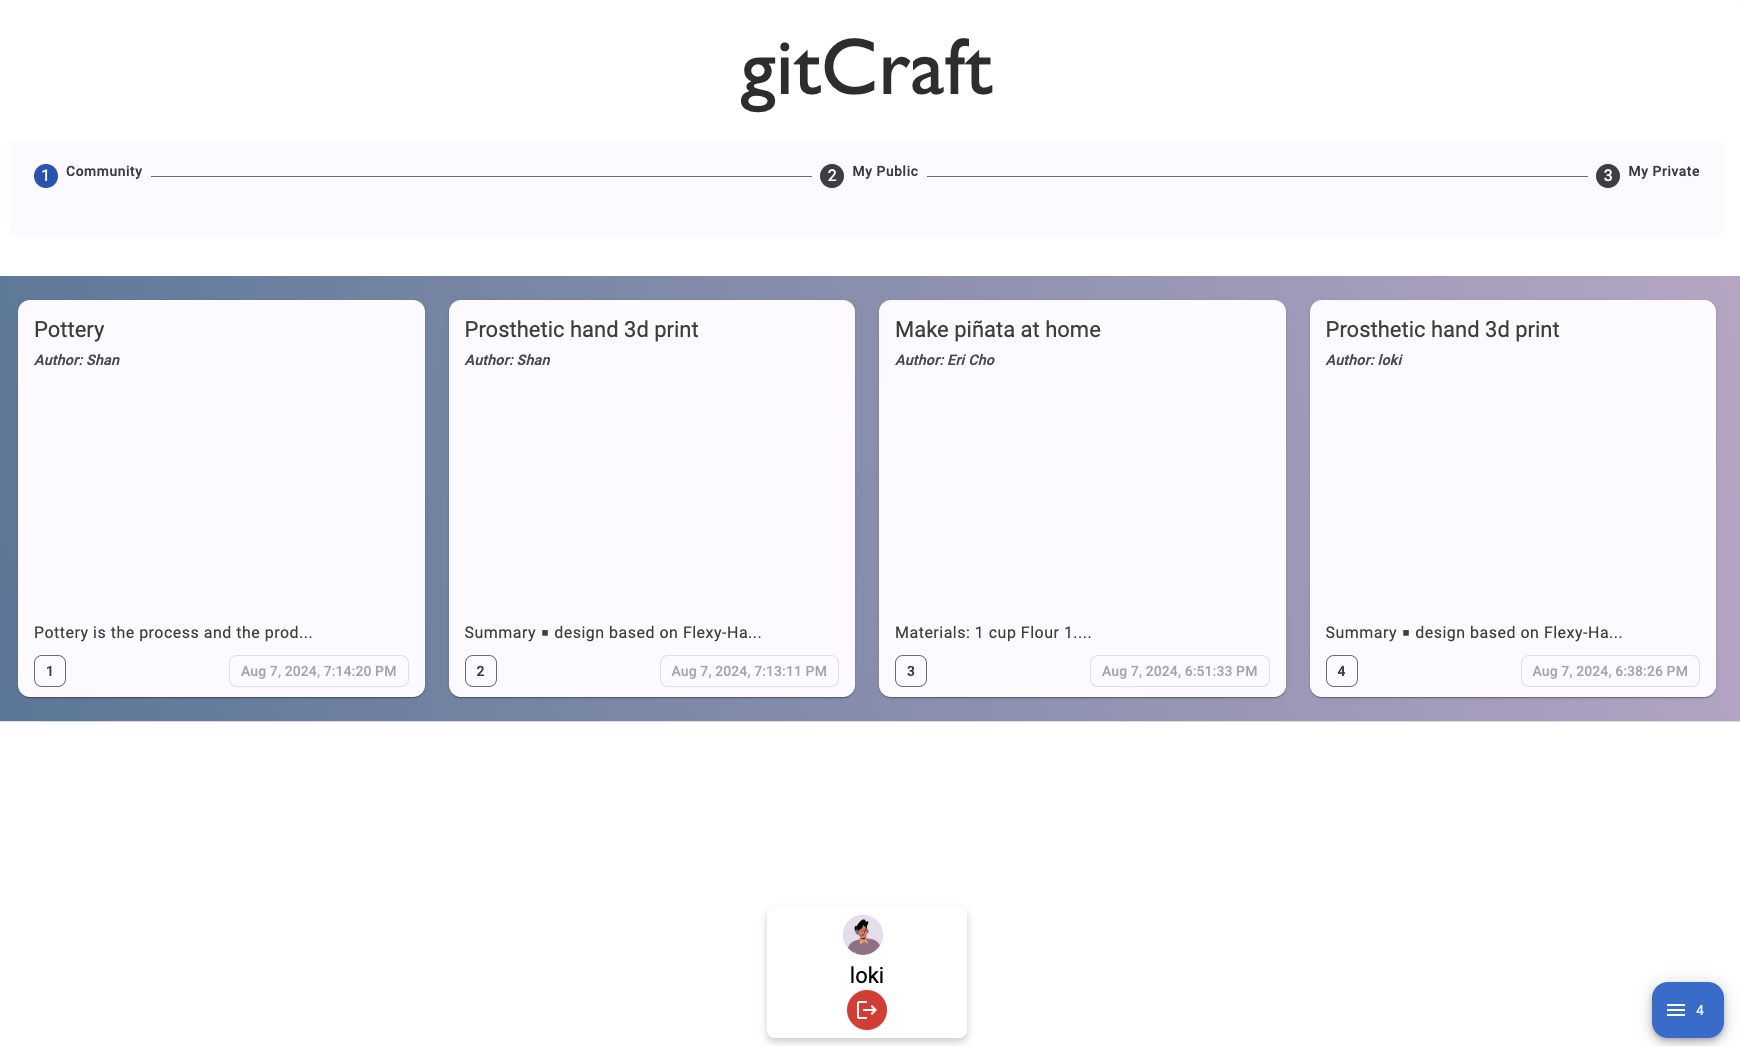 gitCraft
1 Community
2 My Public
3 My Private
Pottery
Author: Shan
Pottery is the process and the prod...
1
Aug 7, 2024, 7:14:20 PM
Prosthetic hand 3d print
Author: Shan
Summary ▪ design based on Flexy-Ha...
2
Aug 7, 2024, 7:13:11 PM
Make piñata at home
Author: Eri Cho
Materials: 1 cup Flour 1....
3
Aug 7, 2024, 6:51:33 PM
Prosthetic hand 3d print
Author: loki
Summary ▪ design based on Flexy-Ha...
4
Aug 7, 2024, 6:38:26 PM
loki
4